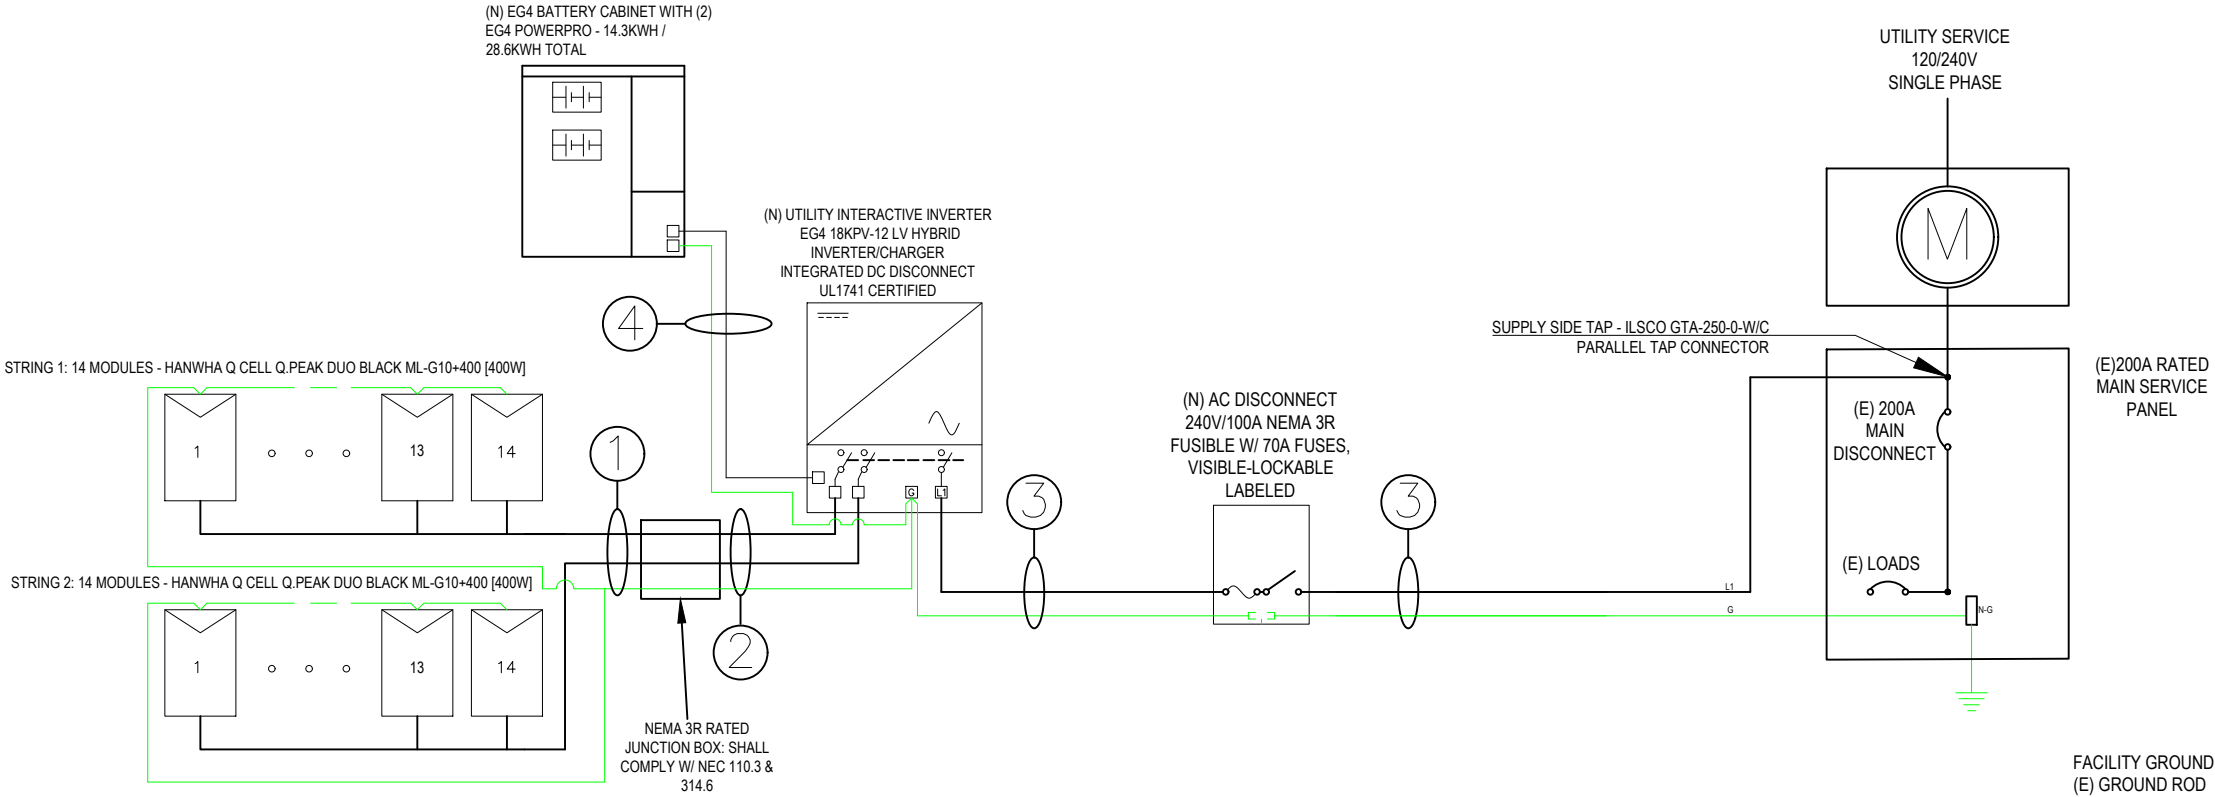 (N) EG4 BATTERY CABINET WITH (2)
EG4 POWERPRO - 14.3KWH /
28.6KWH TOTAL
UTILITY SERVICE
120/240V
SINGLE PHASE
M
(N) UTILITY INTERACTIVE INVERTER
EG4 18KPV-12 LV HYBRID
INVERTER/CHARGER
INTEGRATED DC DISCONNECT
UL1741 CERTIFIED
4
SUPPLY SIDE TAP - ILSCO GTA-250-0-W/C
PARALLEL TAP CONNECTOR
(E)200A RATED
MAIN SERVICE
PANEL
STRING 1: 14 MODULES - HANWHA Q CELL Q.PEAK DUO BLACK ML-G10+400 [400W]
1
13
14
1
(N) AC DISCONNECT
240V/100A NEMA 3R
FUSIBLE W/ 70A FUSES,
VISIBLE-LOCKABLE
LABELED
(E) 200A
MAIN
DISCONNECT
G
L1
3
3
STRING 2: 14 MODULES - HANWHA Q CELL Q.PEAK DUO BLACK ML-G10+400 [400W]
(E) LOADS
L1
G
N-G
1
13
14
2
NEMA 3R RATED
JUNCTION BOX: SHALL
COMPLY W/ NEC 110.3 &
314.6
FACILITY GROUND
(E) GROUND ROD